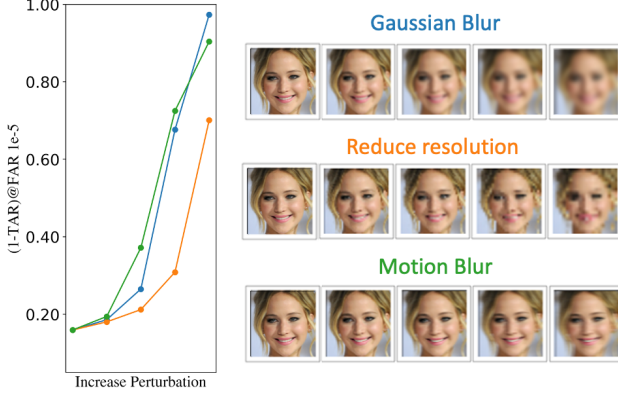 1.00
0.80
0.60
0.40
0.20
(1-TAR)@FAR 1e-5
Increase Perturbation
Gaussian Blur
Reduce resolution
Motion Blur